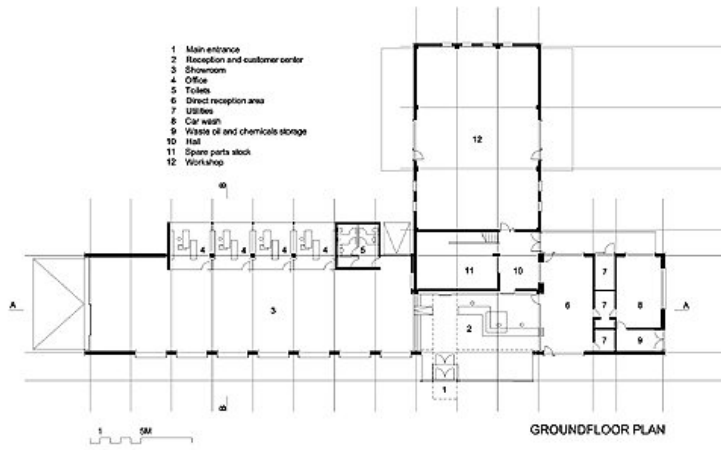 1 Main entrance
2 Reception and customer center
3 Showroom
4 Office
5 Toilets
6 Direct reception area
7 Utilities
8 Car wash
9 Waste oil and chemicals storage
10 Hall
11 Spare parts stock
12 Workshop
12
B
4 4 4 4 5
11 10 7
A 3 6 7 8 A
2
7 9
1
B
1 5M
GROUNDFLOOR PLAN